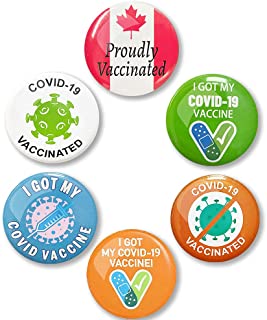 Proudly
Vaccinated
COVID-19
VACCINATED
I GOT MY
COVID-19
VACCINE
I GOT MY
COVID VACCINE
COVID-19
VACCINATED
I GOT
MY COVID-19
VACCINE!